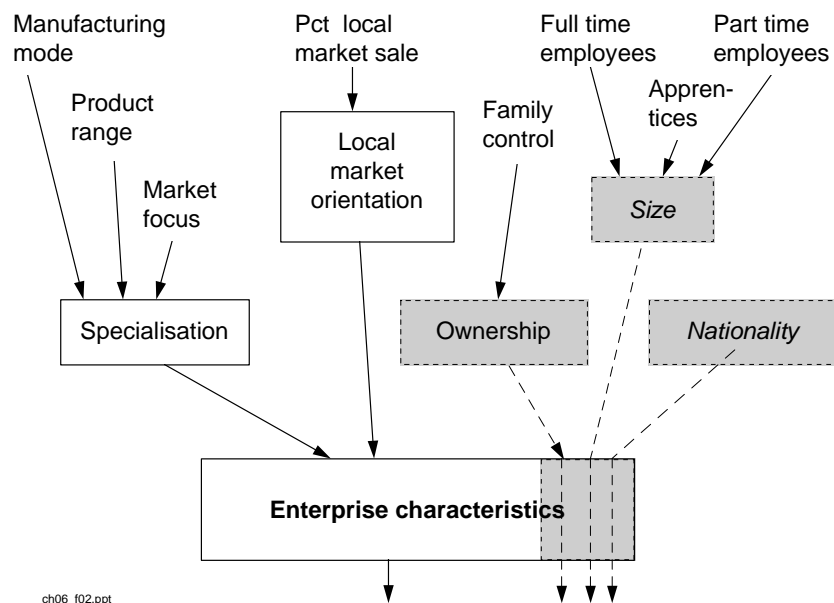 Manufacturing
mode
Pct local
market sale
Full time
employees
Part time
employees
Product
range
Family
control
Appren-
tices
Market
focus
Local
market
orientation
Size
Specialisation
Ownership
Nationality
Enterprise characteristics
ch06_f02.ppt